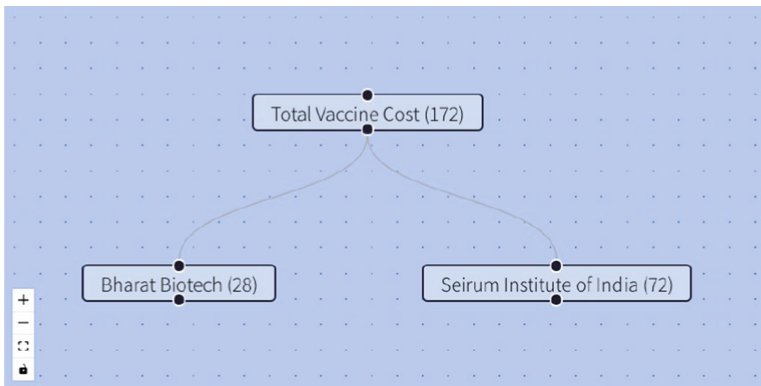 Total Vaccine Cost (172)
Bharat Biotech (28)
Seirum Institute of India (72)